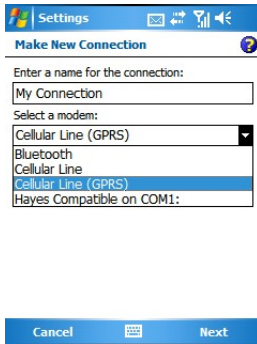 Settings
Make New Connection
Enter a name for the connection:
My Connection
Select a modem:
Cellular Line (GPRS)
Bluetooth
Cellular Line
Cellular Line (GPRS)
Hayes Compatible on COM1:
Cancel Next